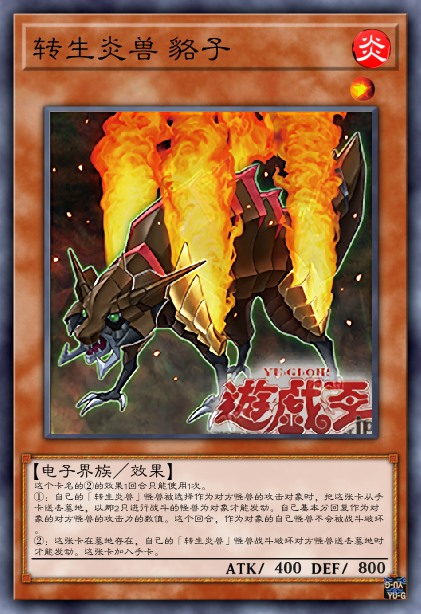 转生炎兽 貉子
炎
YU-GI-OH!
遊戯王
jp
【电子界族／效果】
这个卡名的②的效果1回合只能使用1次。
①：自己的「转生炎兽」怪兽被选择作为对方怪兽的攻击对象时，把这张卡从手
卡送去墓地，以那2只进行战斗的怪兽为对象才能发动。自己基本分回复作为对
象的对方怪兽的攻击力的数值。这个回合，作为对象的自己怪兽不会被战斗破坏
。
②：这张卡在墓地存在，自己的「转生炎兽」怪兽战斗破坏对方怪兽送去墓地时
才能发动。这张卡加入手卡。
ATK/ 400 DEF/ 800